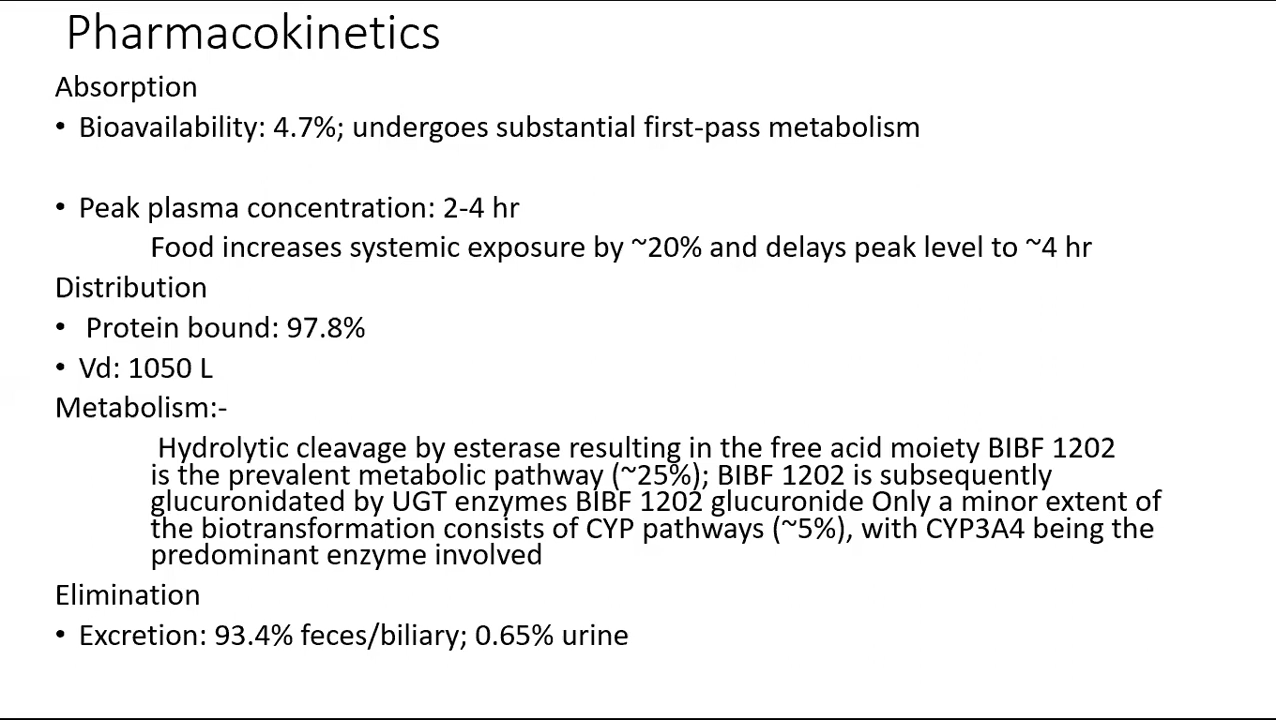 Pharmacokinetics
Absorption
• Bioavailability: 4.7%; undergoes substantial first-pass metabolism
• Peak plasma concentration: 2-4 hr
Food increases systemic exposure by ~20% and delays peak level to ~4 hr
Distribution
• Protein bound: 97.8%
• Vd: 1050 L
Metabolism:-
Hydrolytic cleavage by esterase resulting in the free acid moiety BIBF 1202
is the prevalent metabolic pathway (~25%); BIBF 1202 is subsequently
glucuronidated by UGT enzymes BIBF 1202 glucuronide Only a minor extent of
the biotransformation consists of CYP pathways (~5%), with CYP3A4 being the
predominant enzyme involved
Elimination
• Excretion: 93.4% feces/biliary; 0.65% urine